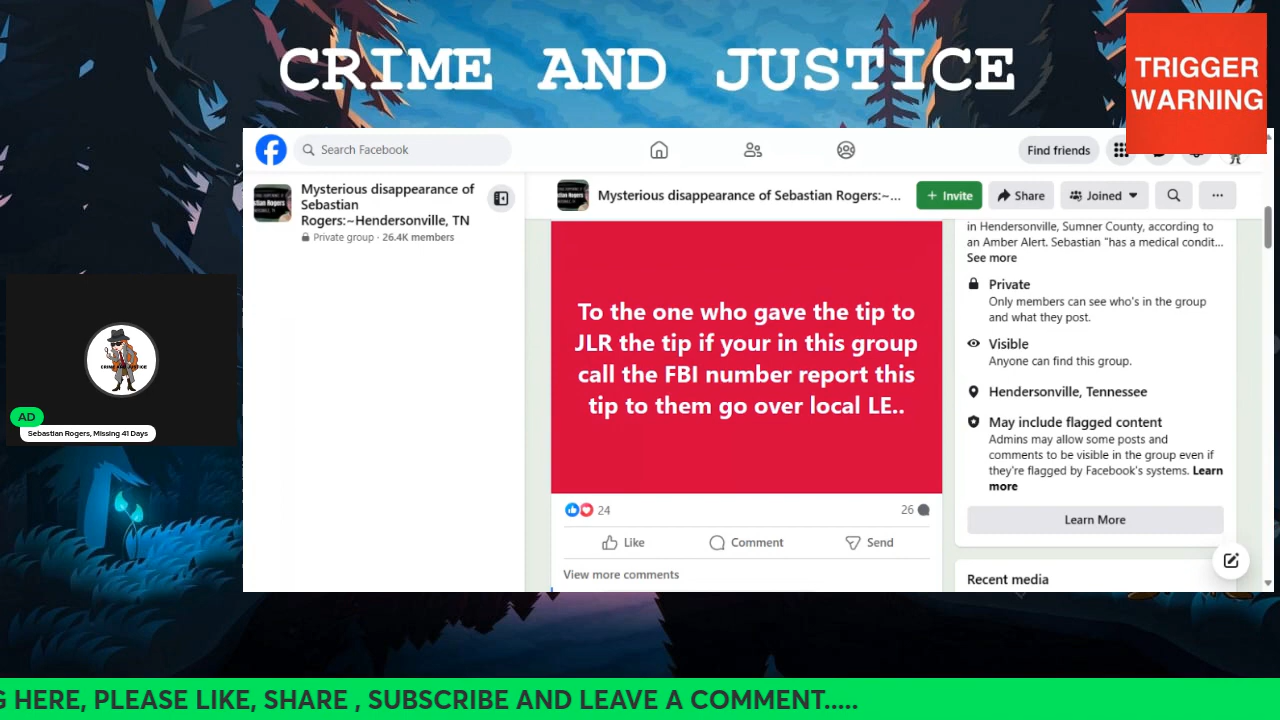 CRIME AND JUSTICE
TRIGGER
WARNING
Search Facebook
Find friends
Mysterious disappearance of
Sebastian
Rogers:~Hendersonville, TN
Private group · 26.4K members
Mysterious disappearance of Sebastian Rogers:~...
+ Invite
Share
Joined
To the one who gave the tip to
JLR the tip if your in this group
call the FBI number report this
tip to them go over local LE..
24
26
Like
Comment
Send
View more comments
in Hendersonville, Sumner County, according to
an Amber Alert. Sebastian "has a medical condit...
See more
Private
Only members can see who's in the group
and what they post.
Visible
Anyone can find this group.
Hendersonville, Tennessee
May include flagged content
Admins may allow some posts and
comments to be visible in the group even if
they're flagged by Facebook's systems. Learn
more
Learn More
Recent media
CRIME AND JUSTICE
AD
Sebastian Rogers, Missing 41 Days
G HERE, PLEASE LIKE, SHARE , SUBSCRIBE AND LEAVE A COMMENT.....